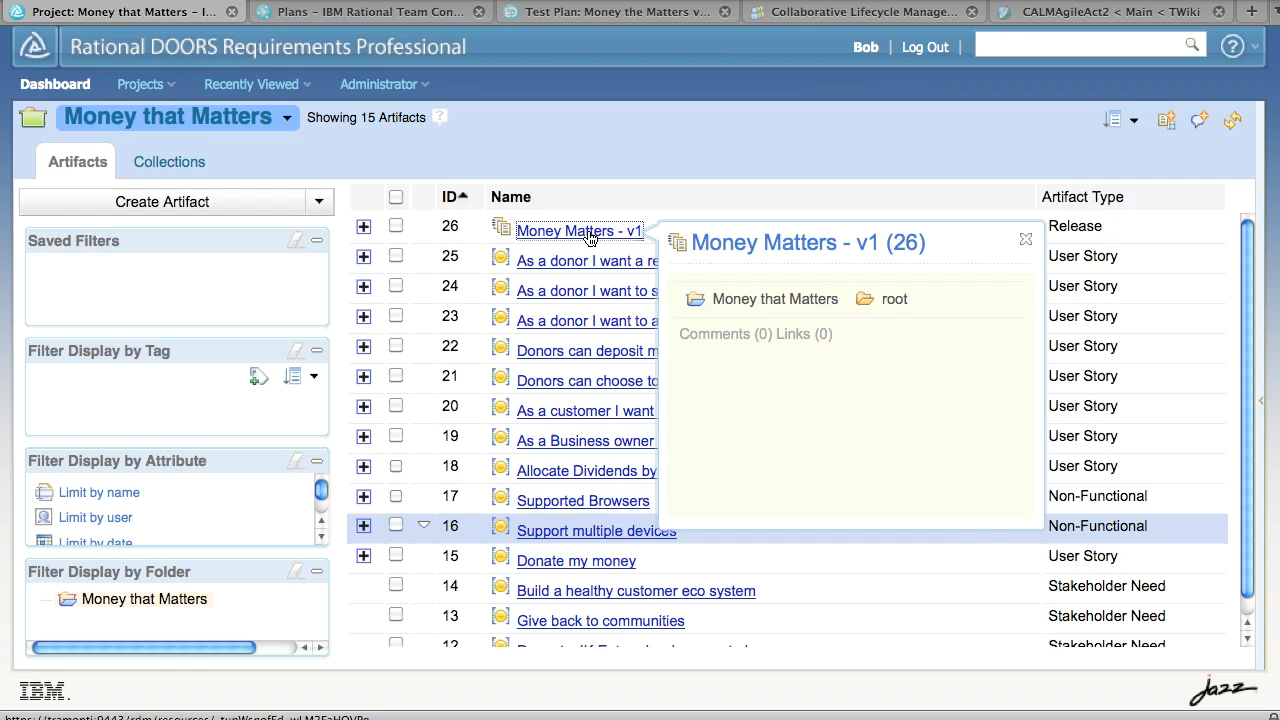 Project: Money that Matters – I...
Plans – IBM Rational Team Con...
Test Plan: Money the Matters v...
Collaborative Lifecycle Manage...
CALMAgileAct2 < Main < TWiki
Rational DOORS Requirements Professional
Bob | Log Out |
Dashboard Projects Recently Viewed Administrator
Money that Matters Showing 15 Artifacts
Artifacts Collections
Create Artifact
Saved Filters
Filter Display by Tag
Filter Display by Attribute
Limit by name
Limit by user
Limit by date
Filter Display by Folder
Money that Matters
ID Name Artifact Type
26 Money Matters - v1 Release
25 As a donor I want a re User Story
24 As a donor I want to s User Story
23 As a donor I want to a User Story
22 Donors can deposit m User Story
21 Donors can choose to User Story
20 As a customer I want User Story
19 As a Business owner User Story
18 Allocate Dividends by User Story
17 Supported Browsers Non-Functional
16 Support multiple devices Non-Functional
15 Donate my money User Story
14 Build a healthy customer eco system Stakeholder Need
13 Give back to communities Stakeholder Need
12 Stakeholder Need
Money Matters - v1 (26)
Money that Matters root
Comments (0) Links (0)
IBM.
Jazz